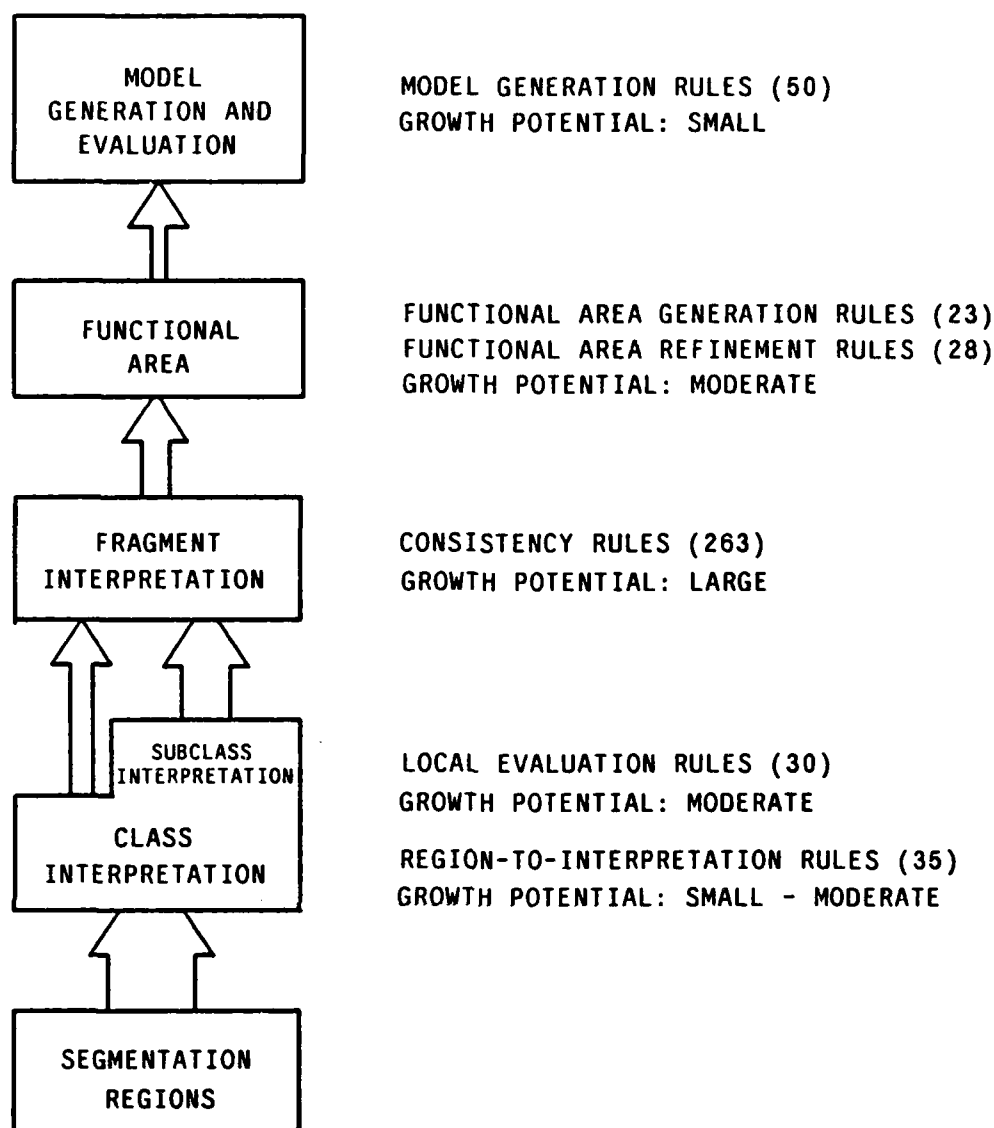 MODEL
GENERATION AND
EVALUATION
MODEL GENERATION RULES (50)
GROWTH POTENTIAL: SMALL
FUNCTIONAL
AREA
FUNCTIONAL AREA GENERATION RULES (23)
FUNCTIONAL AREA REFINEMENT RULES (28)
GROWTH POTENTIAL: MODERATE
FRAGMENT
INTERPRETATION
CONSISTENCY RULES (263)
GROWTH POTENTIAL: LARGE
SUBCLASS
INTERPRETATION
LOCAL EVALUATION RULES (30)
GROWTH POTENTIAL: MODERATE
CLASS
INTERPRETATION
REGION-TO-INTERPRETATION RULES (35)
GROWTH POTENTIAL: SMALL - MODERATE
SEGMENTATION
REGIONS